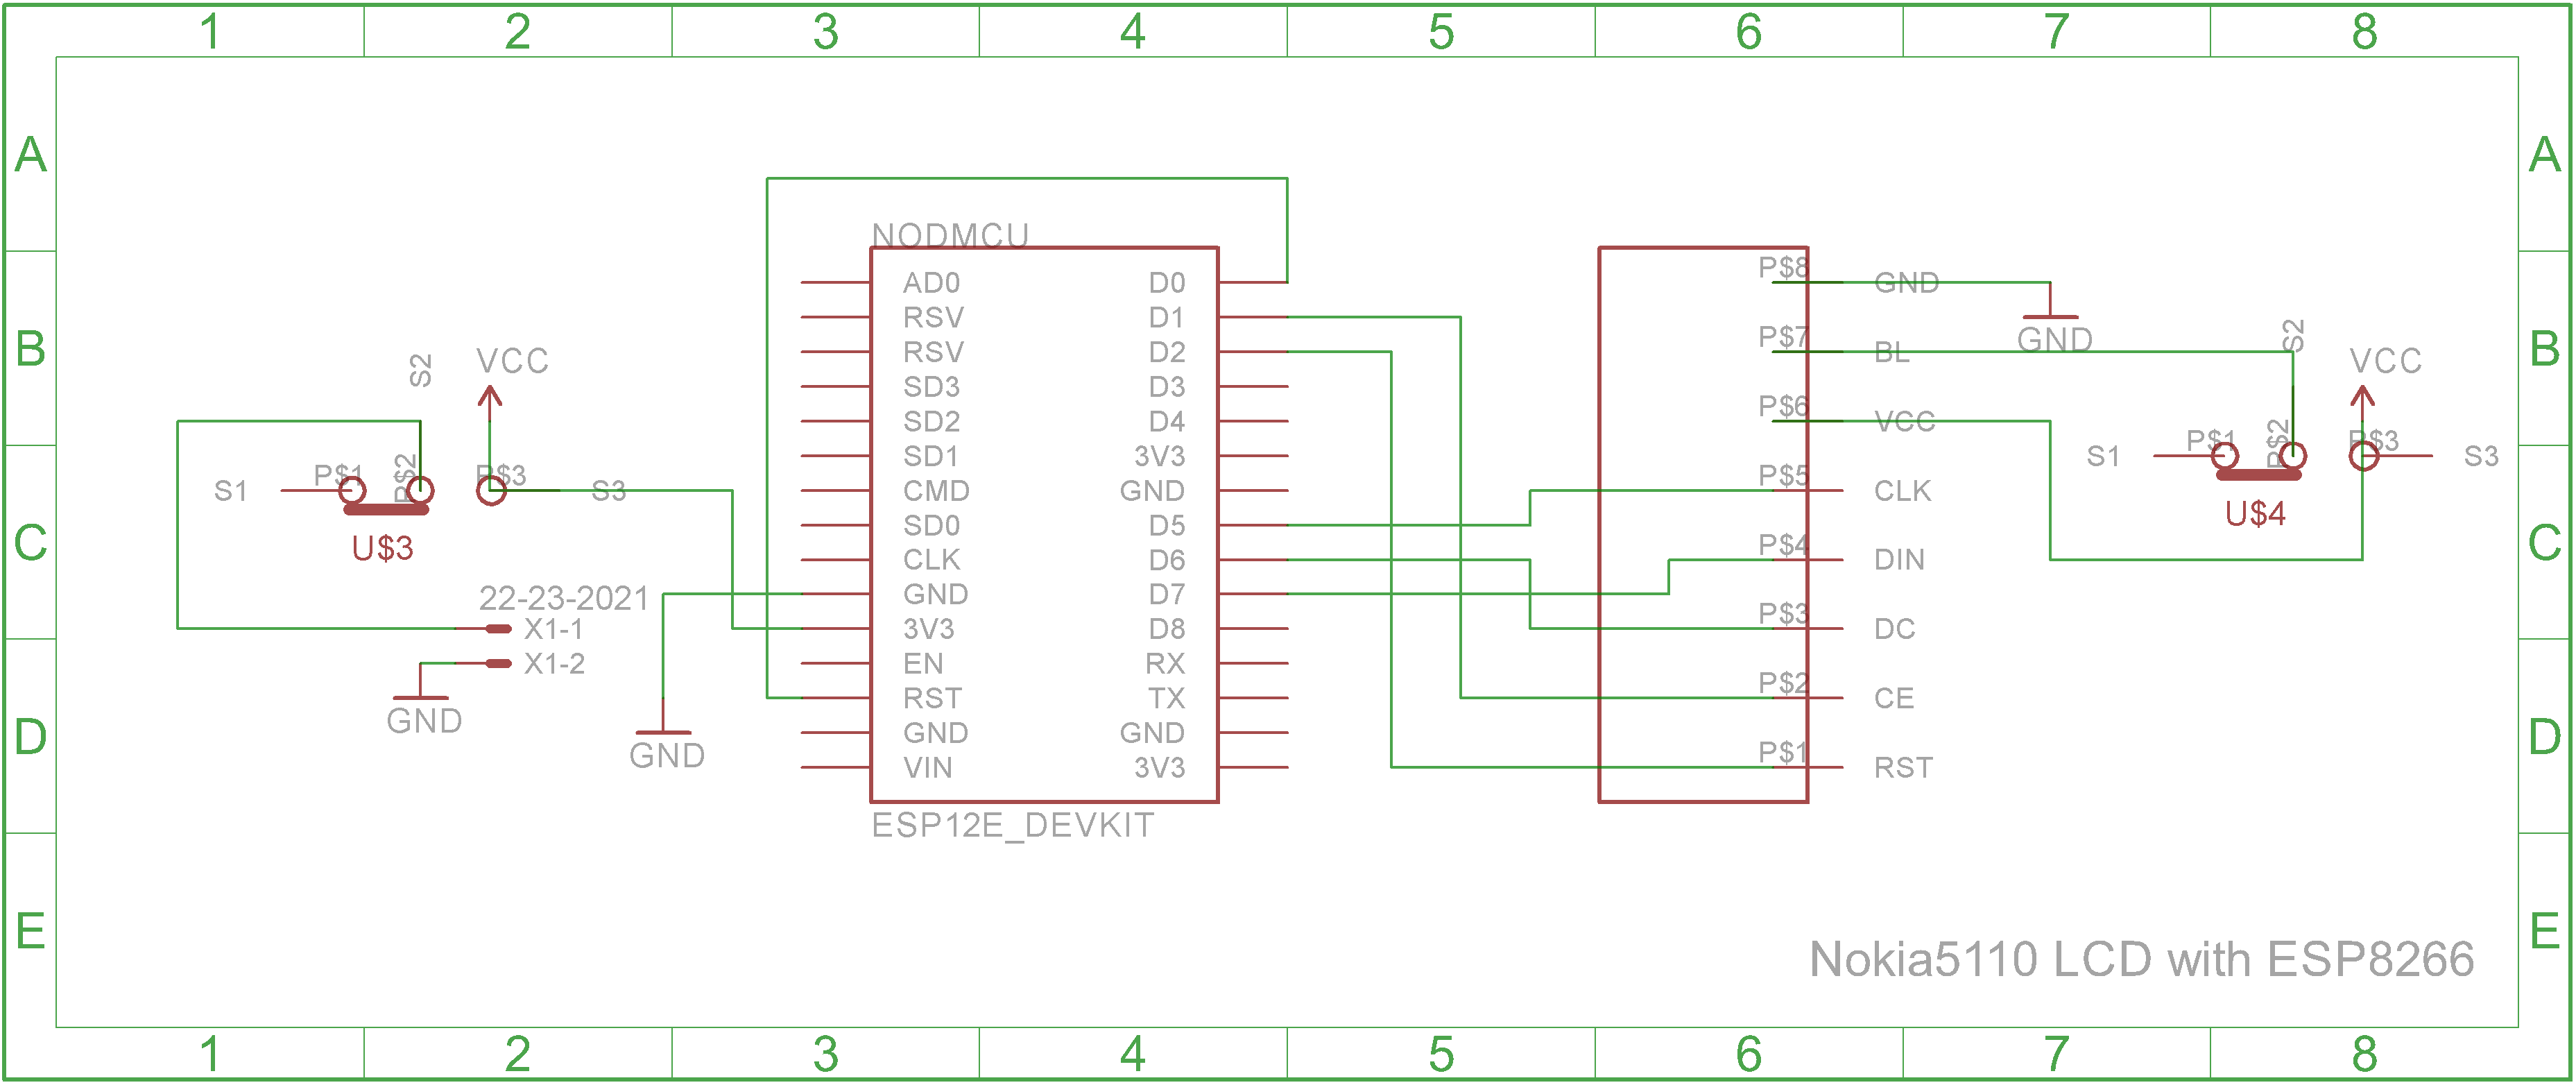 1 2 3 4 5 6 7 8
A A
NODMCU
P$8 GND
AD0 D0
RSV D1
B B
S2 VCC
RSV D2
P$7 BL
GND
S2 VCC
SD3 D3
SD2 D4
P$6 VCC
SD1 3V3
S1 P$1 P$2 P$3 S3
U$3
CMD GND
P$5 CLK
S1 P$1 P$2 P$3 S3
U$4
SD0 D5
C C
CLK D6
P$4 DIN
GND D7
22-23-2021
X1-1
3V3 D8
P$3 DC
X1-2
EN RX
GND
RST TX
P$2 CE
D D
GND
GND GND
VIN 3V3
P$1 RST
ESP12E_DEVKIT
E E
Nokia5110 LCD with ESP8266
1 2 3 4 5 6 7 8